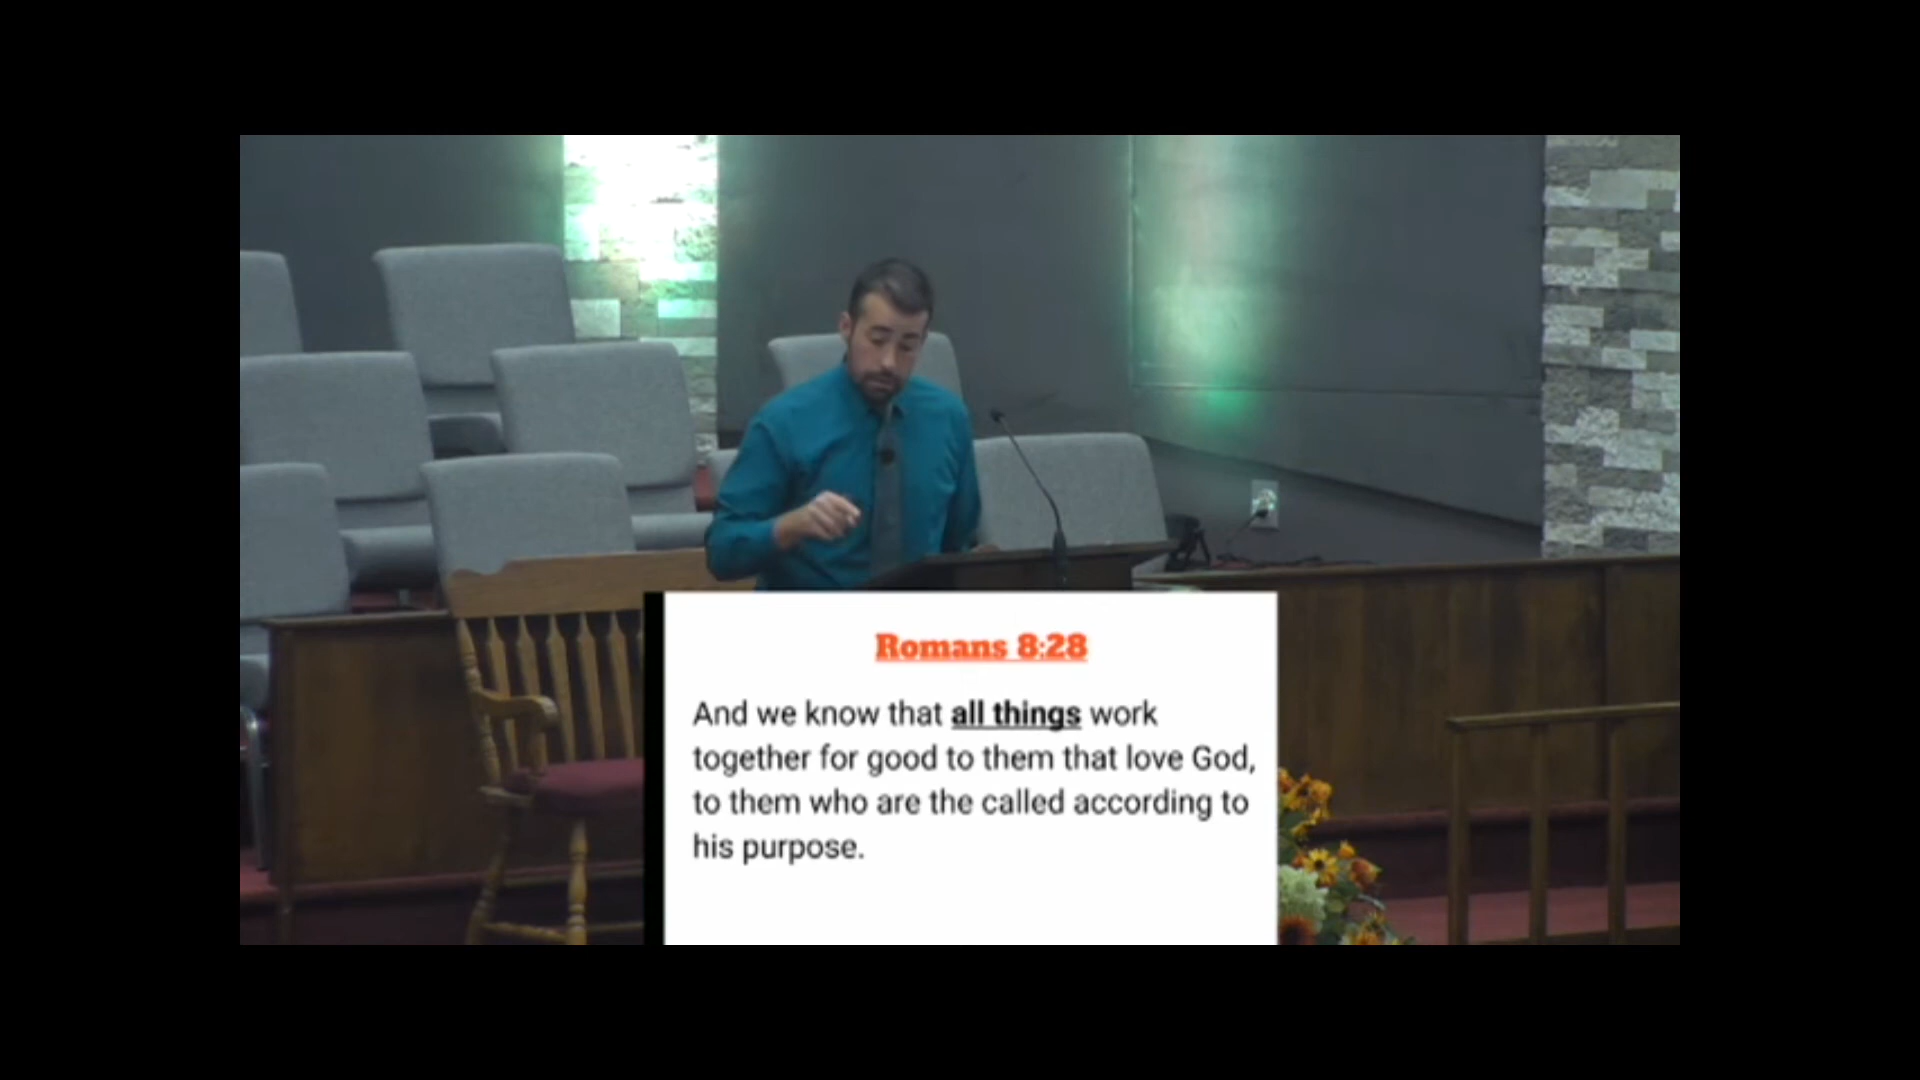 Romans 8:28
And we know that all things work
together for good to them that love God,
to them who are the called according to
his purpose.